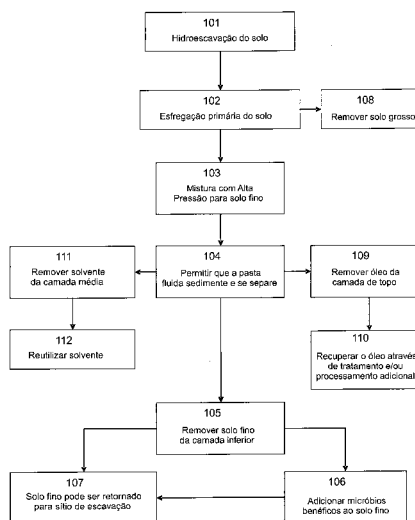 101
Hidroescavação do solo
102
Esfregação primária do solo
108
Remover solo grosso
103
Mistura com Alta
Pressão para solo fino
111
Remover solvente
da camada média
104
Permitir que a pasta
fluida sedimente e se separe
109
Remover óleo da
camada de topo
112
Reutilizar solvente
110
Recuperar o óleo através
de tratamento e/ou
processamento adicional
105
Remover solo fino
da camada inferior
107
Solo fino pode ser retornado
para sítio de escavação
106
Adicionar micróbios
benéficos ao solo fino